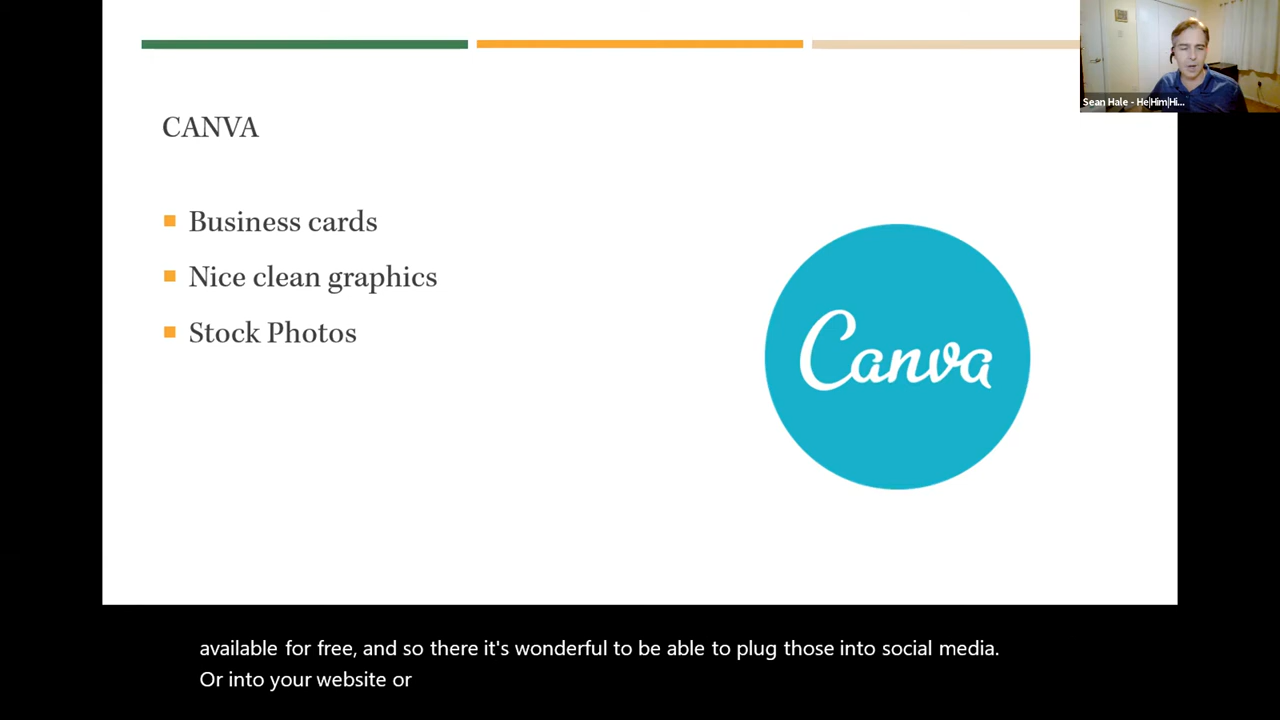 Sean Hale - He|Him|Hi...
CANVA
Business cards
Nice clean graphics
Stock Photos
Canva
available for free, and so there it's wonderful to be able to plug those into social media.
Or into your website or